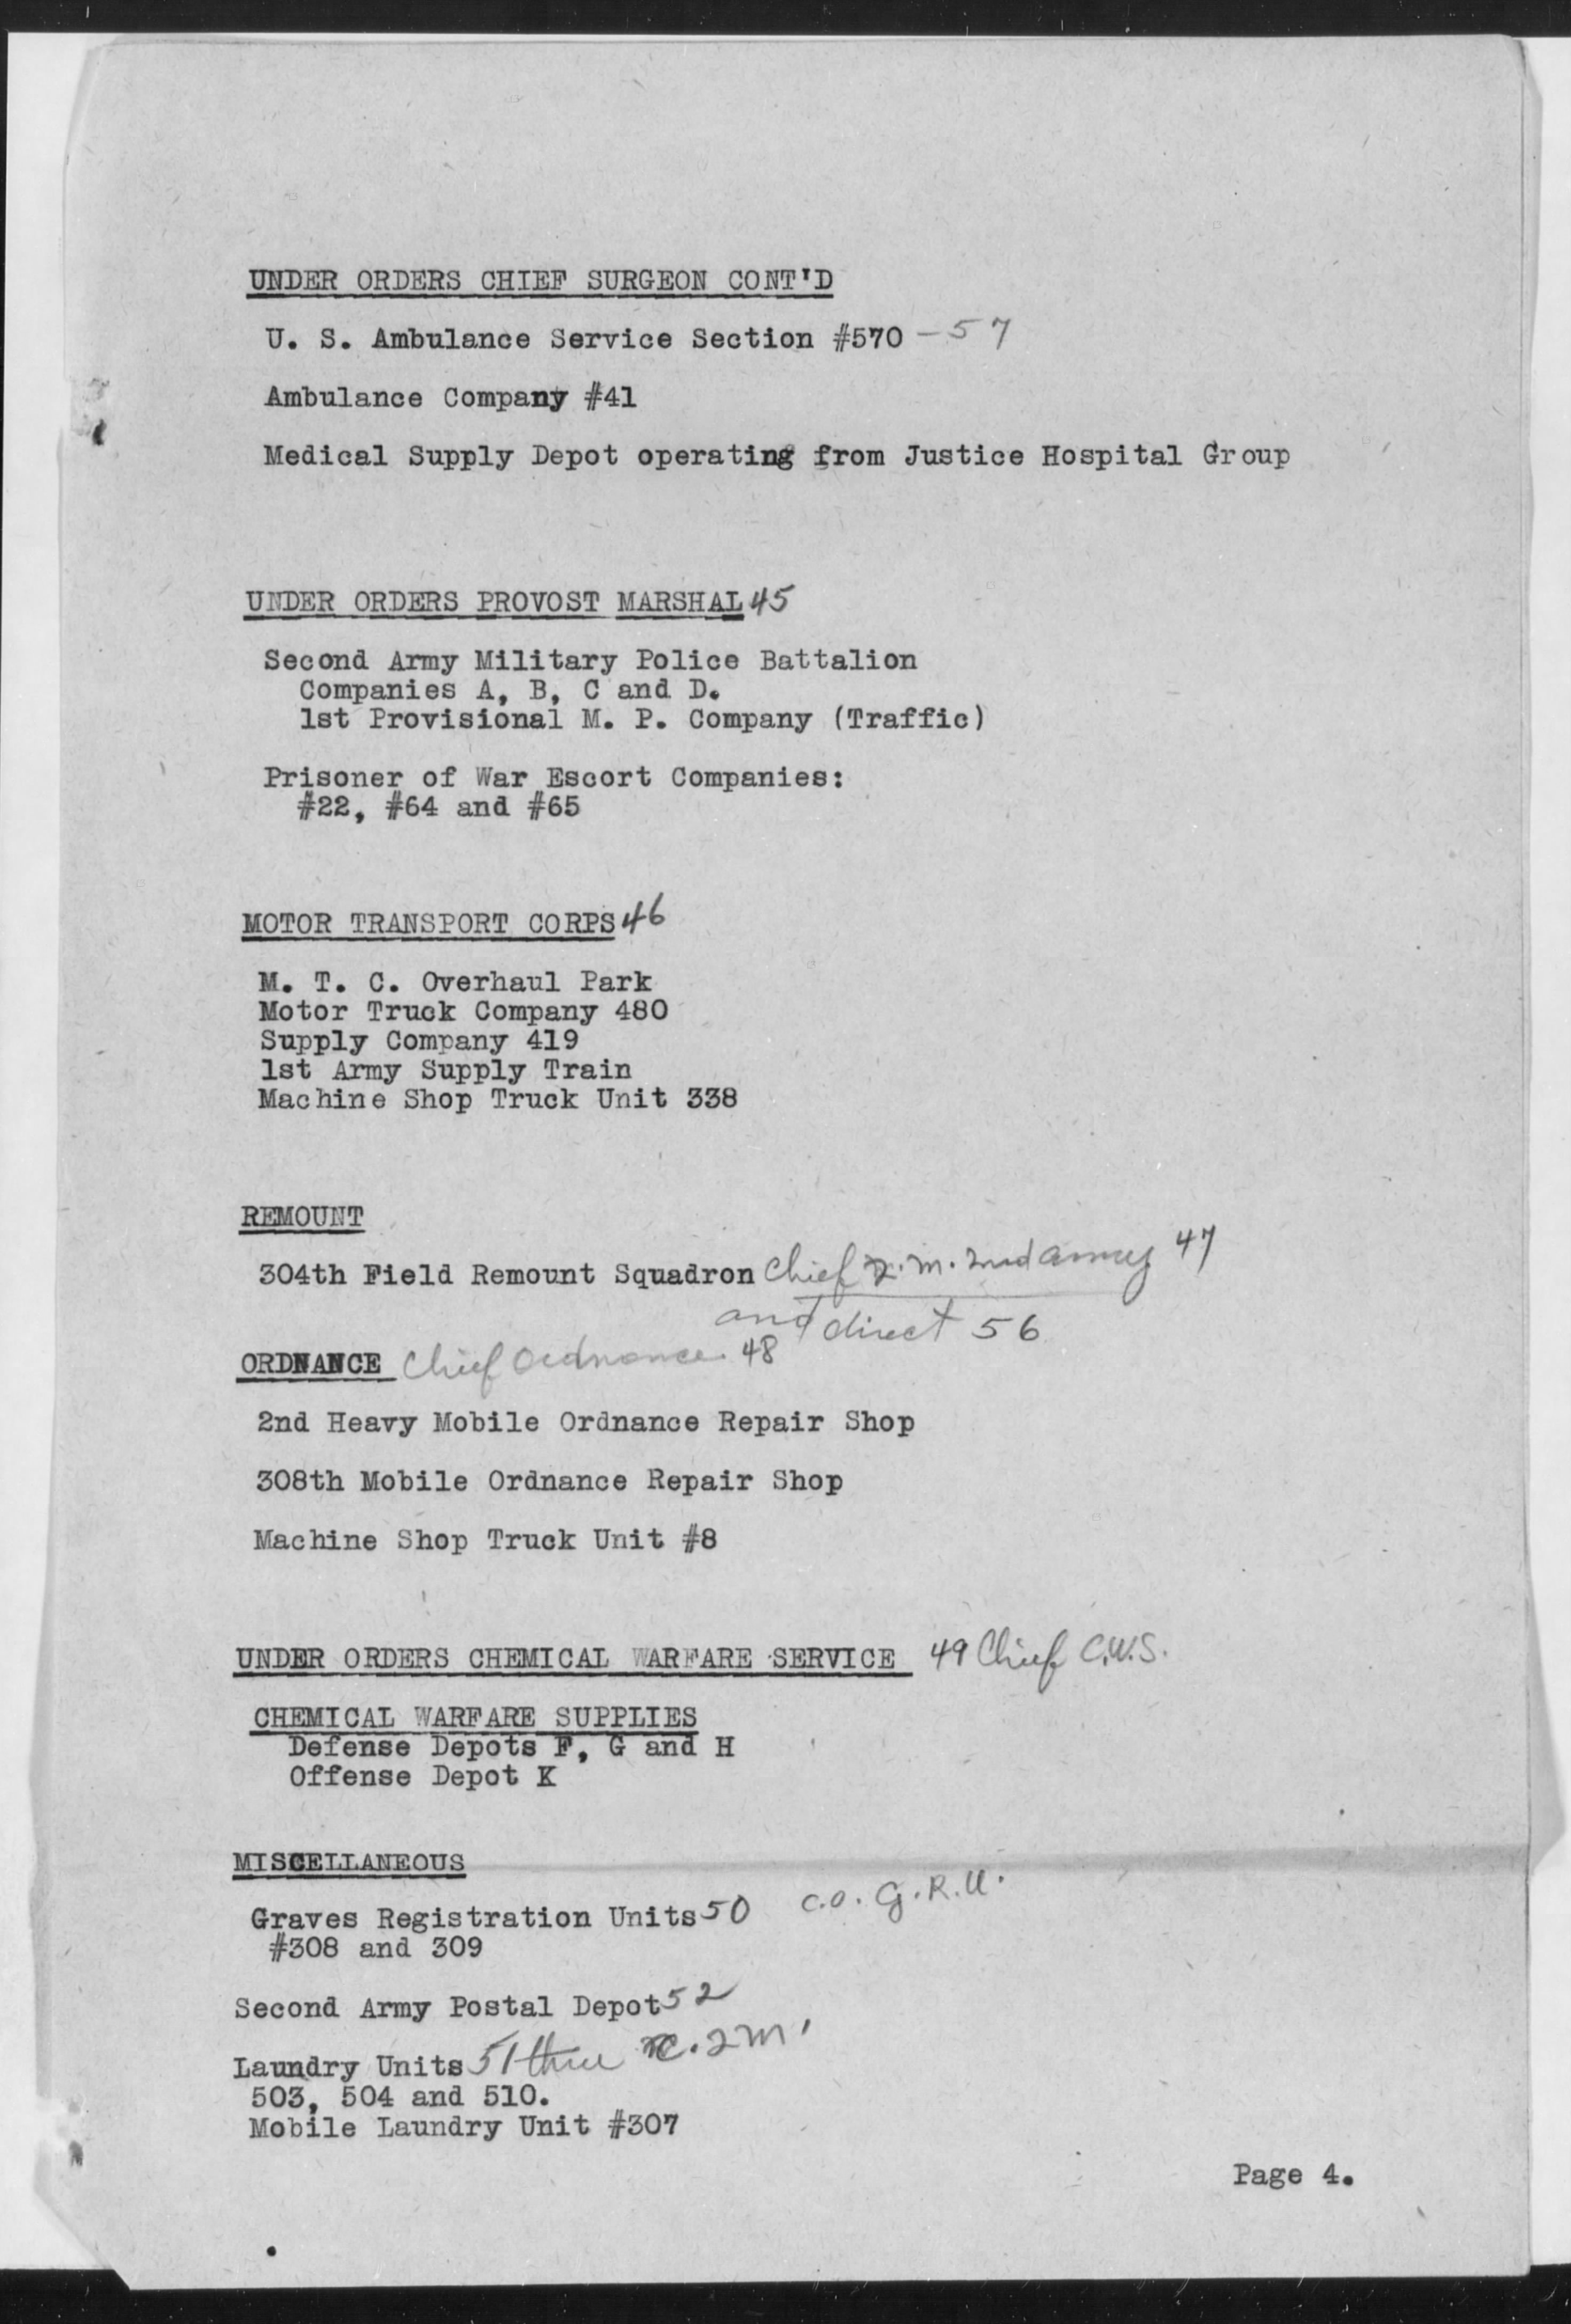 UNDER ORDERS CHIEF SURGEON CONT'D
U. S. Ambulance Service Section #570 - 57
Ambulance Company #41
Medical Supply Depot operating from Justice Hospital Group
UNDER ORDERS PROVOST MARSHAL 45
Second Army Military Police Battalion
Companies A, B, C and D.
1st Provisional M. P. Company (Traffic)
Prisoner of War Escort Companies:
#22, #64 and #65
MOTOR TRANSPORT CORPS 46
M. T. C. Overhaul Park
Motor Truck Company 480
Supply Company 419
1st Army Supply Train
Machine Shop Truck Unit 338
REMOUNT
304th Field Remount Squadron Chief Q.M. 2nd army 47
and direct 56
ORDNANCE Chief Ordnance 48
2nd Heavy Mobile Ordnance Repair Shop
308th Mobile Ordnance Repair Shop
Machine Shop Truck Unit #8
UNDER ORDERS CHEMICAL WARFARE SERVICE 49 Chief C.W.S.
CHEMICAL WARFARE SUPPLIES
Defense Depots F, G and H
Offense Depot K
MISCELLANEOUS
Graves Registration Units 50 C.O. G.R.U.
#308 and 309
Second Army Postal Depot 52
Laundry Units 51 thru
503, 504 and 510.
Mobile Laundry Unit #307
Page 4.